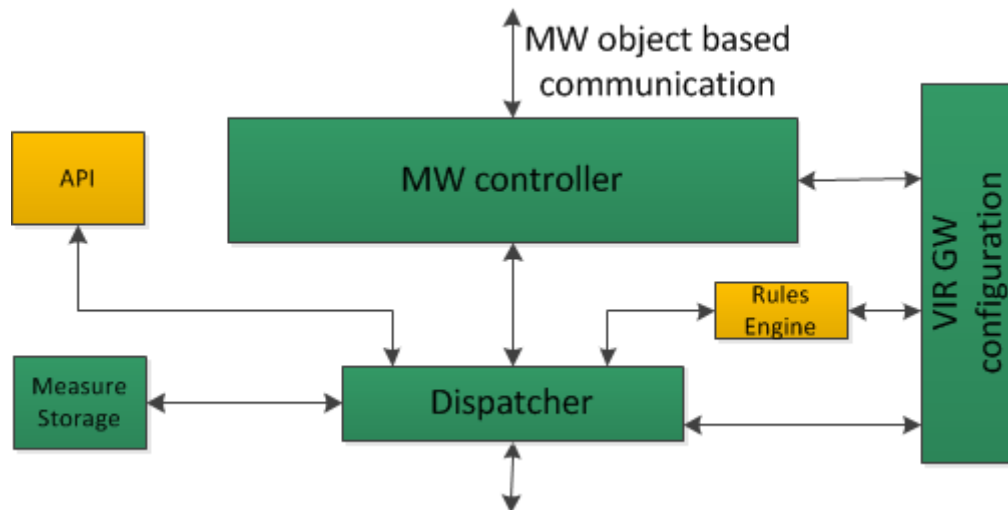 MW object based
communication
MW controller
API
VIR GW
configuration
Rules
Engine
Measure
Storage
Dispatcher